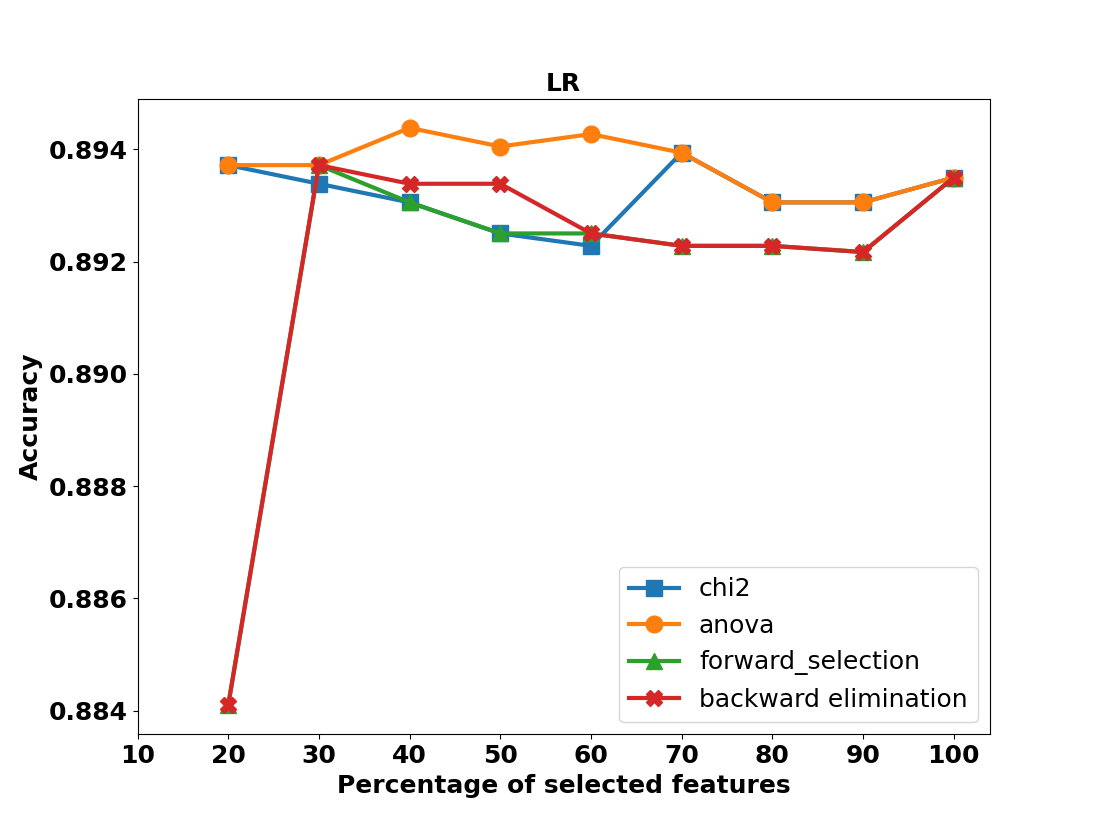 LR
0.894
0.892
0.890
0.888
0.886
0.884
Accuracy
10 20 30 40 50 60 70 80 90 100
Percentage of selected features
chi2
anova
forward_selection
backward elimination